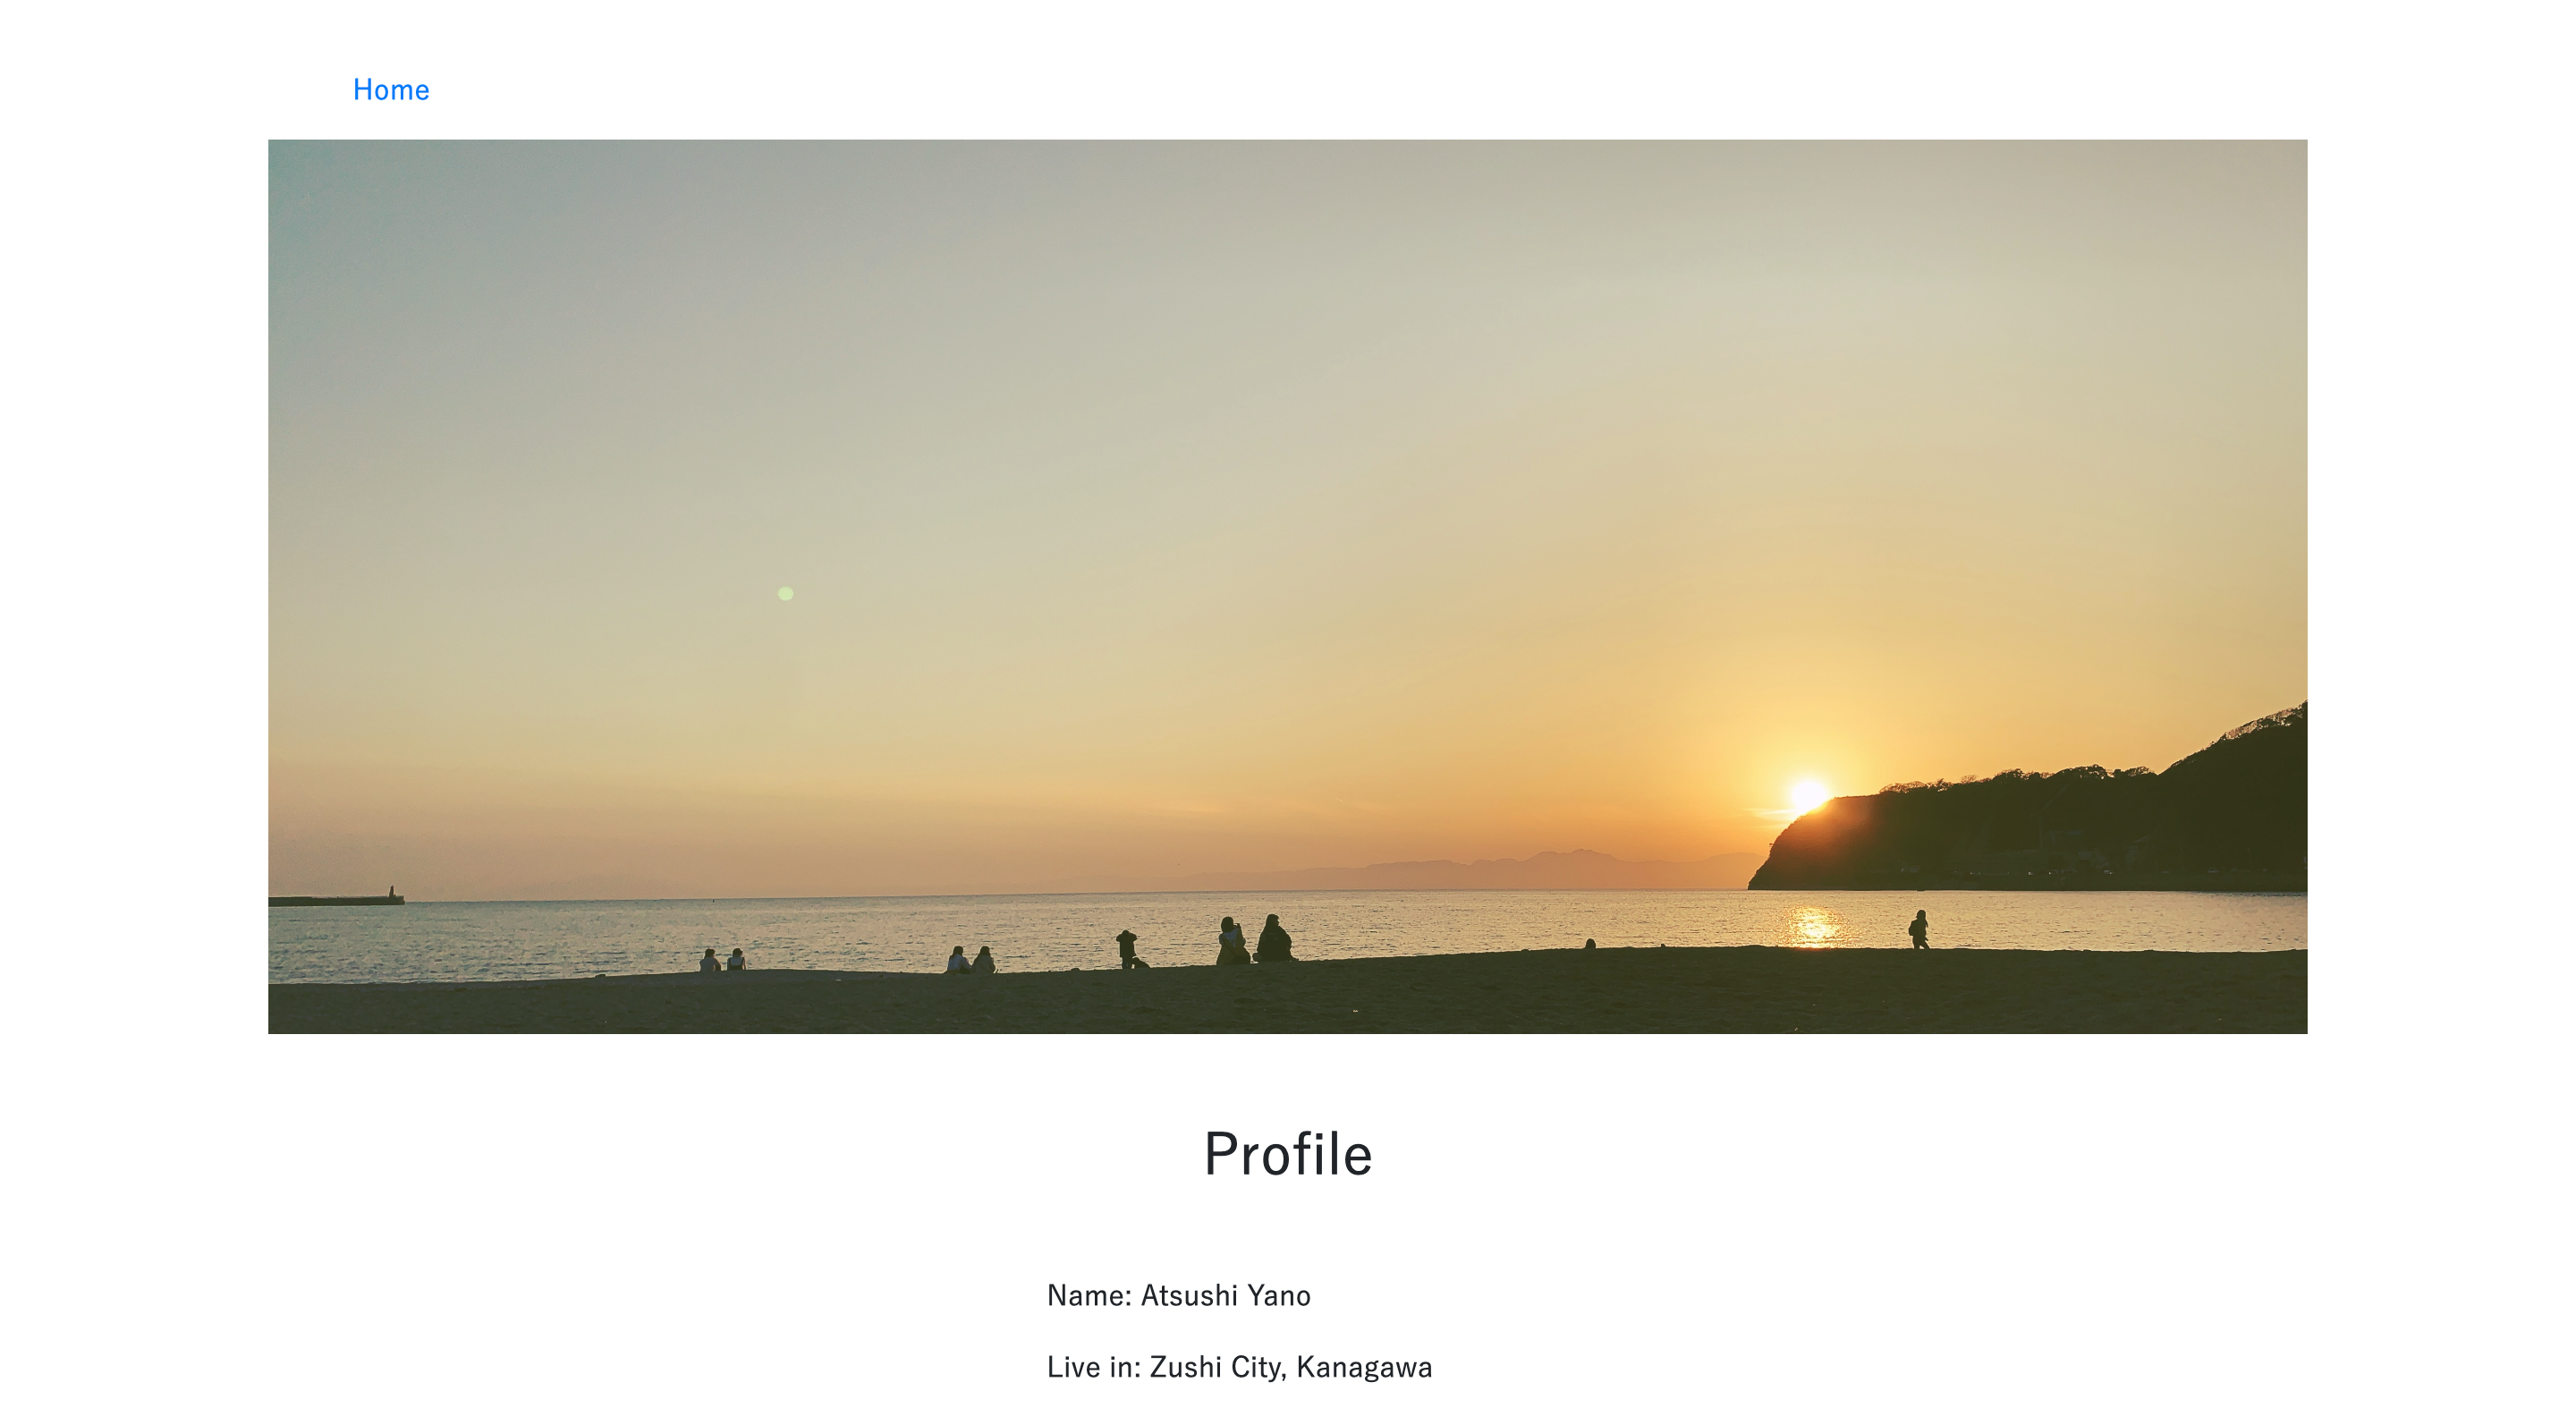 Home
Profile
Name: Atsushi Yano
Live in: Zushi City, Kanagawa